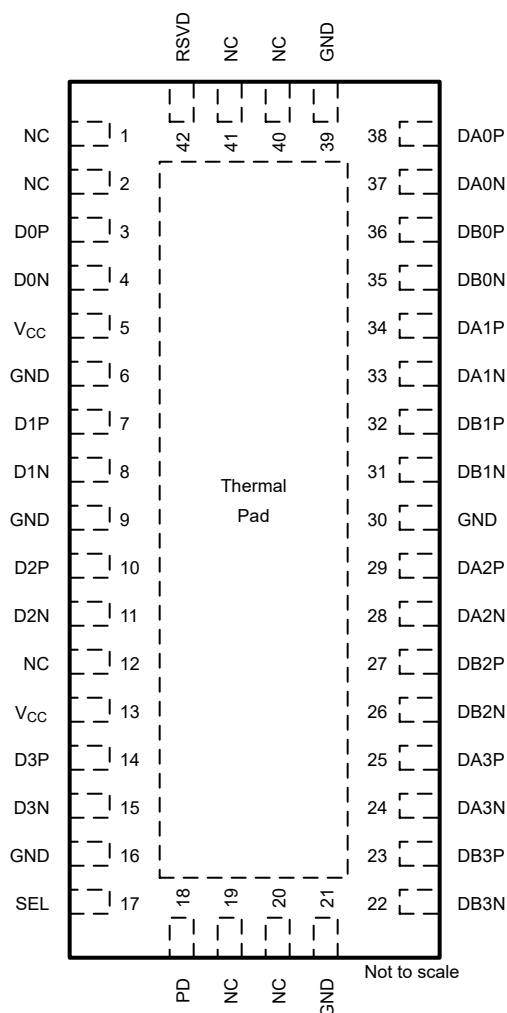 RSVD NC NC GND
42 41 40 39
NC 1 38 DA0P
NC 2 37 DA0N
D0P 3 36 DB0P
D0N 4 35 DB0N
VCC 5 34 DA1P
GND 6 33 DA1N
D1P 7 32 DB1P
D1N 8 31 DB1N
GND 9 30 GND
D2P 10 29 DA2P
D2N 11 28 DA2N
NC 12 27 DB2P
VCC 13 26 DB2N
D3P 14 25 DA3P
D3N 15 24 DA3N
GND 16 23 DB3P
SEL 17 22 DB3N
Thermal
Pad
18 19 20 21
PD NC NC GND
Not to scale